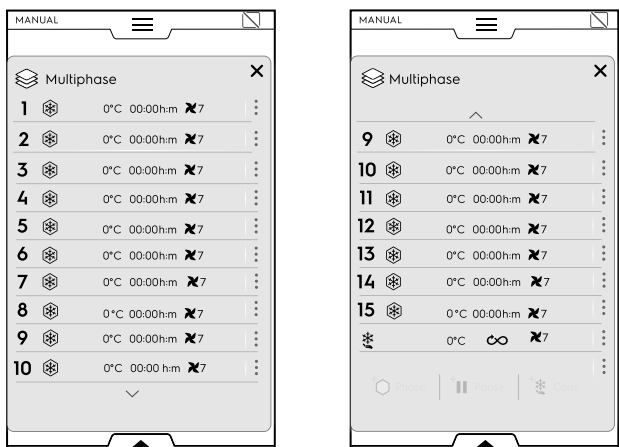 MANUAL
Multiphase
1 0°C 00:00h:m 7
2 0°C 00:00h:m 7
3 0°C 00:00h:m 7
4 0°C 00:00h:m 7
5 0°C 00:00h:m 7
6 0°C 00:00h:m 7
7 0°C 00:00h:m 7
8 0°C 00:00h:m 7
9 0°C 00:00h:m 7
10 0°C 00:00 h:m 7
MANUAL
Multiphase
9 0°C 00:00h:m 7
10 0°C 00:00h:m 7
11 0°C 00:00h:m 7
12 0°C 00:00h:m 7
13 0°C 00:00h:m 7
14 0°C 00:00h:m 7
15 0°C 00:00h:m 7
0°C 7
Phase Pause Cons